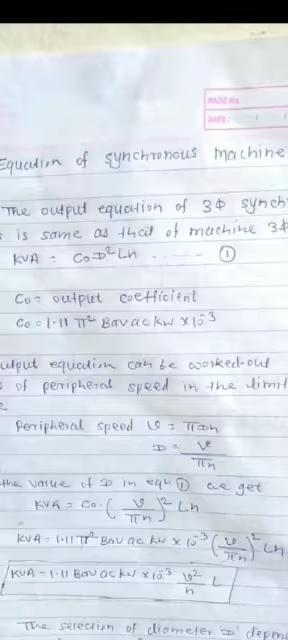 PAGE No.
DATE: / /
Equation of synchronous machine
The output equation of 3Φ synch
s is same as that of machine 3Φ
KVA = Co D²Ln ------ ①
Co = output coefficient
Co = 1.11 π² Bav ac kw × 10⁻³
utput equation can be worked-out
s of peripheral speed in the limit
e
Peripheral speed V = πDn
D = V/πn
the value of D in eqn ① we get
KVA = Co · (V/πn)² Ln
KVA = 1.11 π² Bav ac kw × 10⁻³ (V/πn)² Ln
KVA = 1.11 Bav ac kw × 10⁻³ V²/n L
The selection of diameter 'D' depen